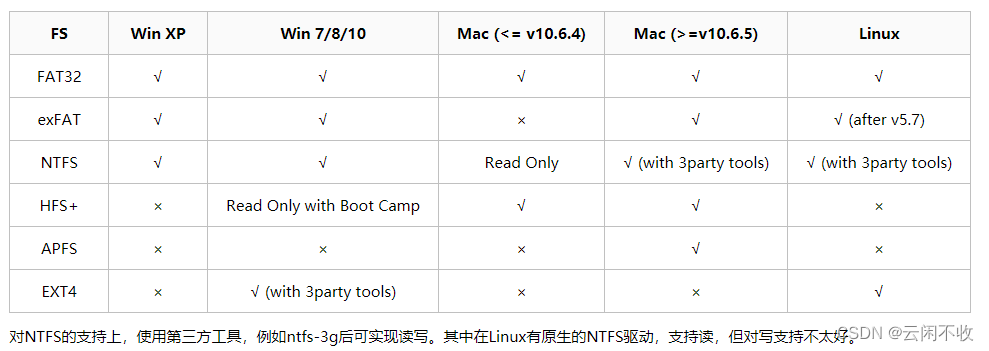 FS Win XP Win 7/8/10 Mac (<= v10.6.4) Mac (>=v10.6.5) Linux
FAT32 √ √ √ √ √
exFAT √ √ × √ √ (after v5.7)
NTFS √ √ Read Only √ (with 3party tools) √ (with 3party tools)
HFS+ × Read Only with Boot Camp √ √ ×
APFS × × × √ ×
EXT4 × √ (with 3party tools) × × √
对NTFS的支持上，使用第三方工具，例如ntfs-3g后可实现读写。其中在Linux有原生的NTFS驱动，支持读，但对写支持不太好。
CSDN @云闲不收